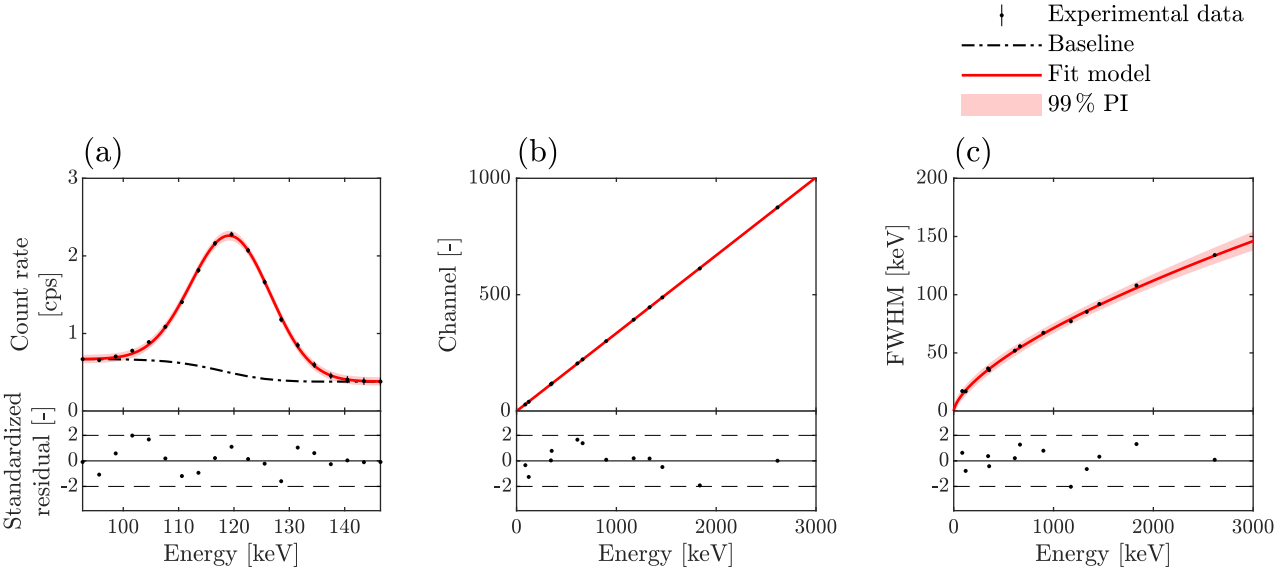 Experimental data
Baseline
Fit model
99 % PI
(a)
3
2
1
0
Count rate
[cps]
2
0
-2
Standardized
residual [-]
100 110 120 130 140
Energy [keV]
(b)
1000
500
0
Channel [-]
2
0
-2
0 1000 2000 3000
Energy [keV]
(c)
200
150
100
50
0
FWHM [keV]
2
0
-2
0 1000 2000 3000
Energy [keV]